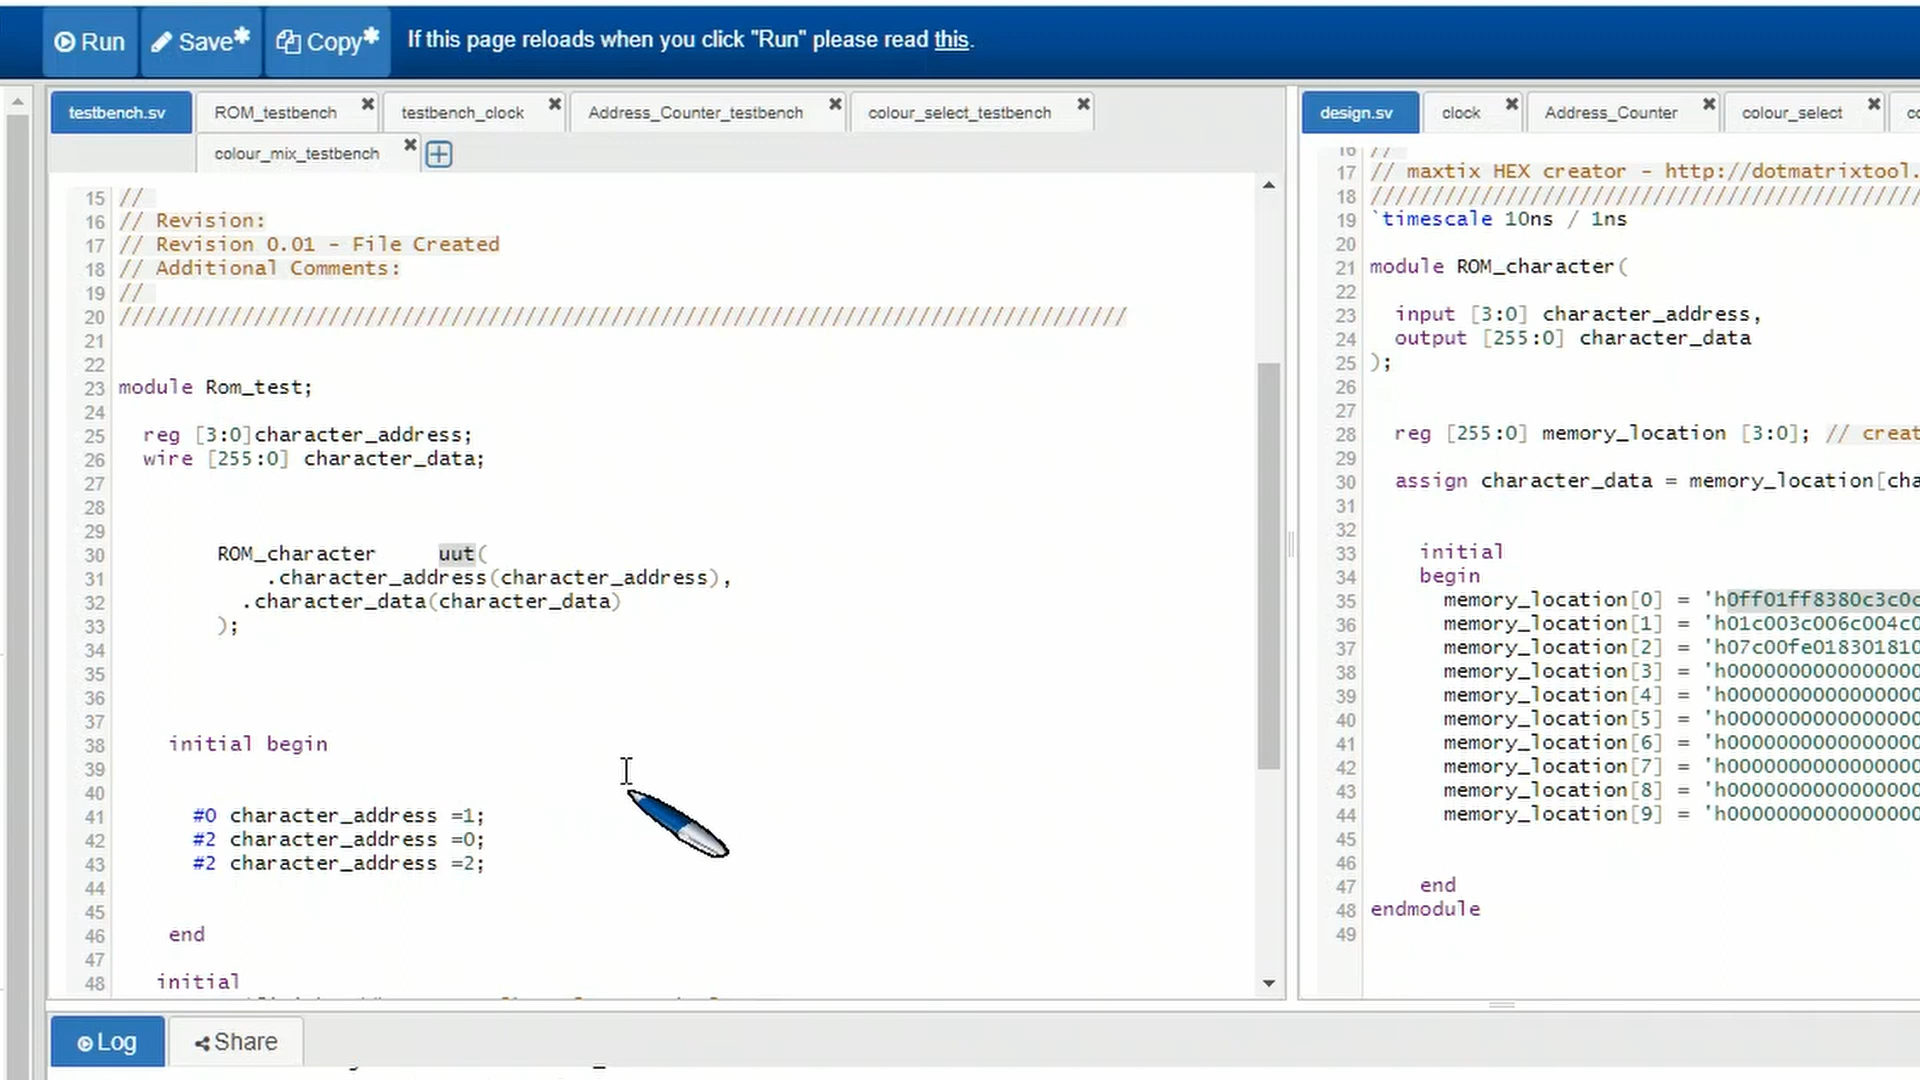 Run Save* Copy* If this page reloads when you click "Run" please read this.
testbench.sv ROM_testbench testbench_clock Address_Counter_testbench colour_select_testbench
colour_mix_testbench
15 //
16 // Revision:
17 // Revision 0.01 - File Created
18 // Additional Comments:
19 //
20 //////////////////////////////////////////////////////////////////////////////////
21
22
23 module Rom_test;
24
25 reg [3:0]character_address;
26 wire [255:0] character_data;
27
28
29
30 ROM_character uut(
31 .character_address(character_address),
32 .character_data(character_data)
33 );
34
35
36
37
38 initial begin
39
40
41 #0 character_address =1;
42 #2 character_address =0;
43 #2 character_address =2;
44
45
46 end
47
48 initial
design.sv clock Address_Counter colour_select
16 //
17 // maxtix HEX creator - http://dotmatrixtool.
18 /////////////////////////////////////////////
19 `timescale 10ns / 1ns
20
21 module ROM_character(
22
23 input [3:0] character_address,
24 output [255:0] character_data
25 );
26
27
28 reg [255:0] memory_location [3:0]; // creat
29
30 assign character_data = memory_location[cha
31
32
33 initial
34 begin
35 memory_location[0] = 'h0ff01ff8380c3c0c
36 memory_location[1] = 'h01c003c006c004c0
37 memory_location[2] = 'h07c00fe018301810
38 memory_location[3] = 'h0000000000000000
39 memory_location[4] = 'h0000000000000000
40 memory_location[5] = 'h0000000000000000
41 memory_location[6] = 'h0000000000000000
42 memory_location[7] = 'h0000000000000000
43 memory_location[8] = 'h0000000000000000
44 memory_location[9] = 'h0000000000000000
45
46
47 end
48 endmodule
49
Log Share